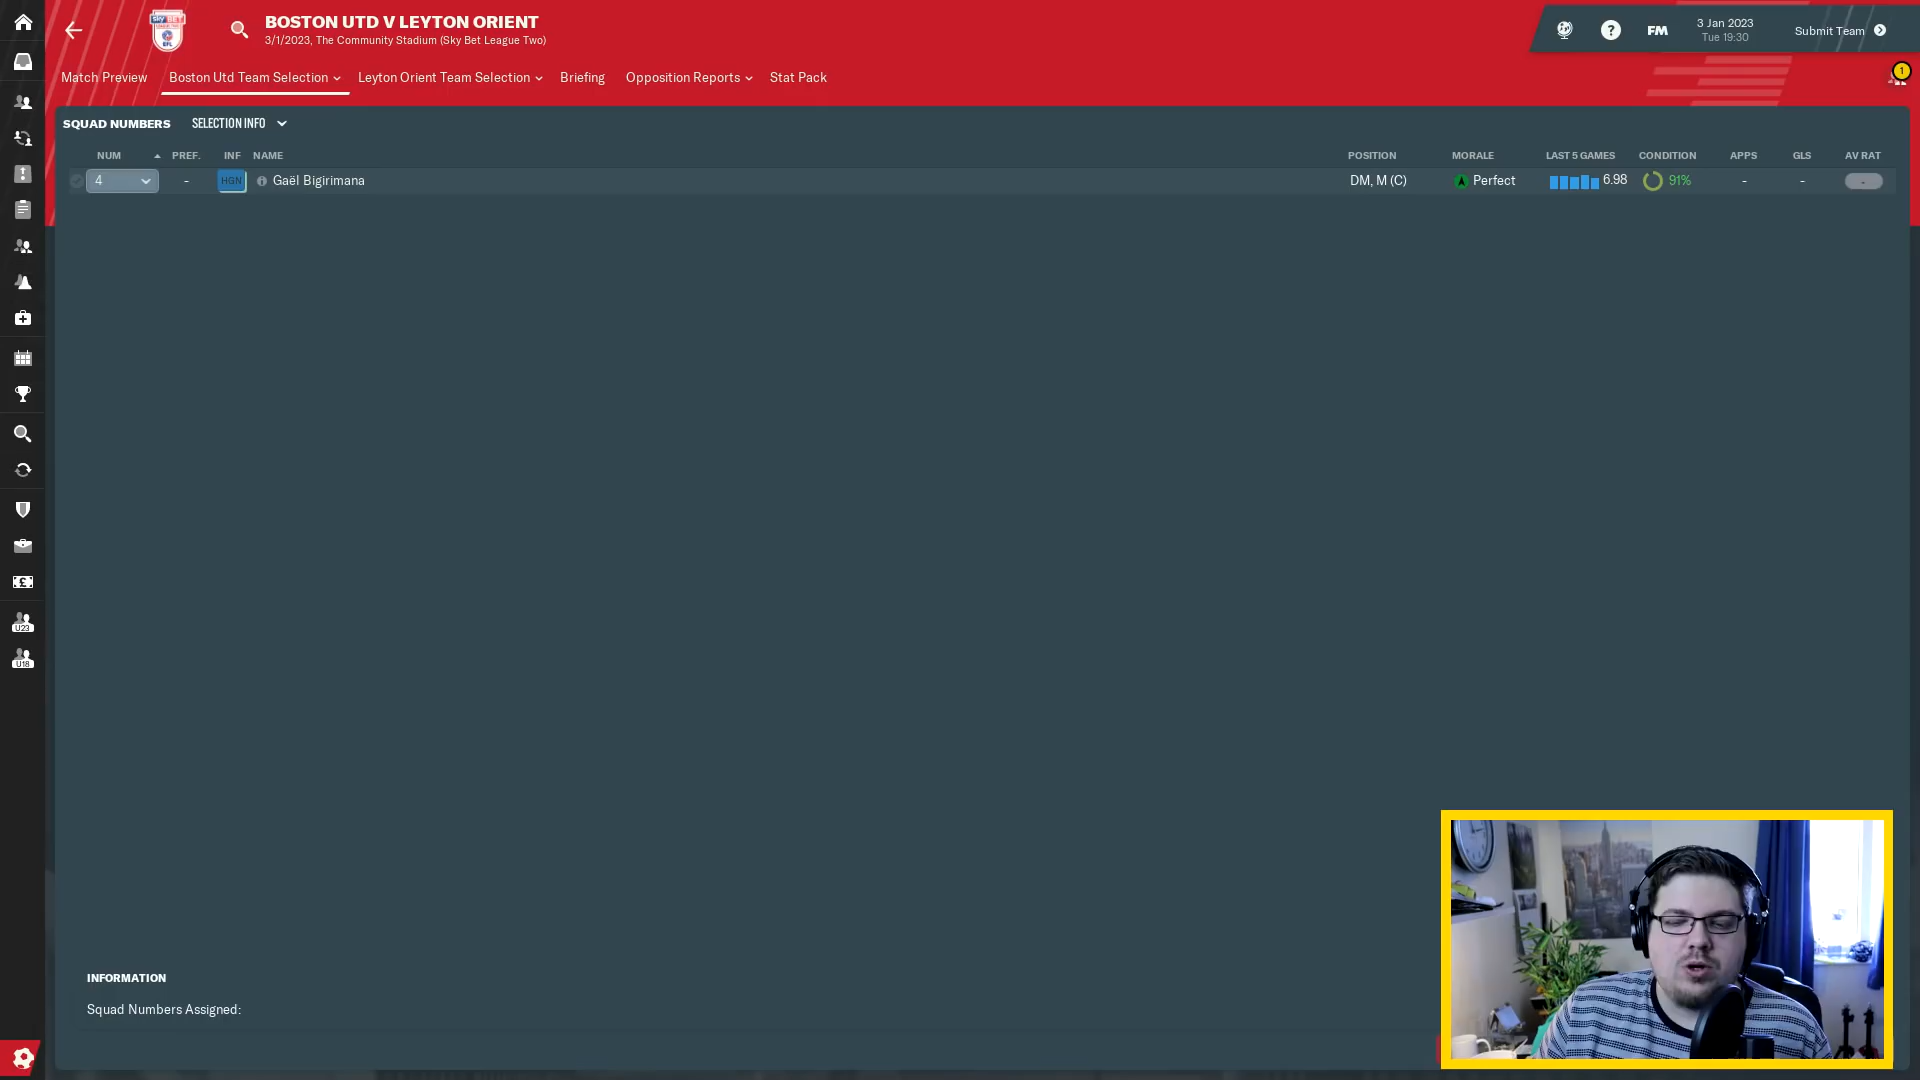 BOSTON UTD V LEYTON ORIENT
3/1/2023, The Community Stadium (Sky Bet League Two)
FM
3 Jan 2023
Tue 19:30
Submit Team
Match Preview
Boston Utd Team Selection
Leyton Orient Team Selection
Briefing
Opposition Reports
Stat Pack
1
SQUAD NUMBERS
SELECTION INFO
NUM PREF. INF NAME POSITION MORALE LAST 5 GAMES CONDITION APPS GLS AV RAT
4 - HGN Gaël Bigirimana DM, M (C) Perfect 6.98 91% - - -
U23
U18
INFORMATION
Squad Numbers Assigned: